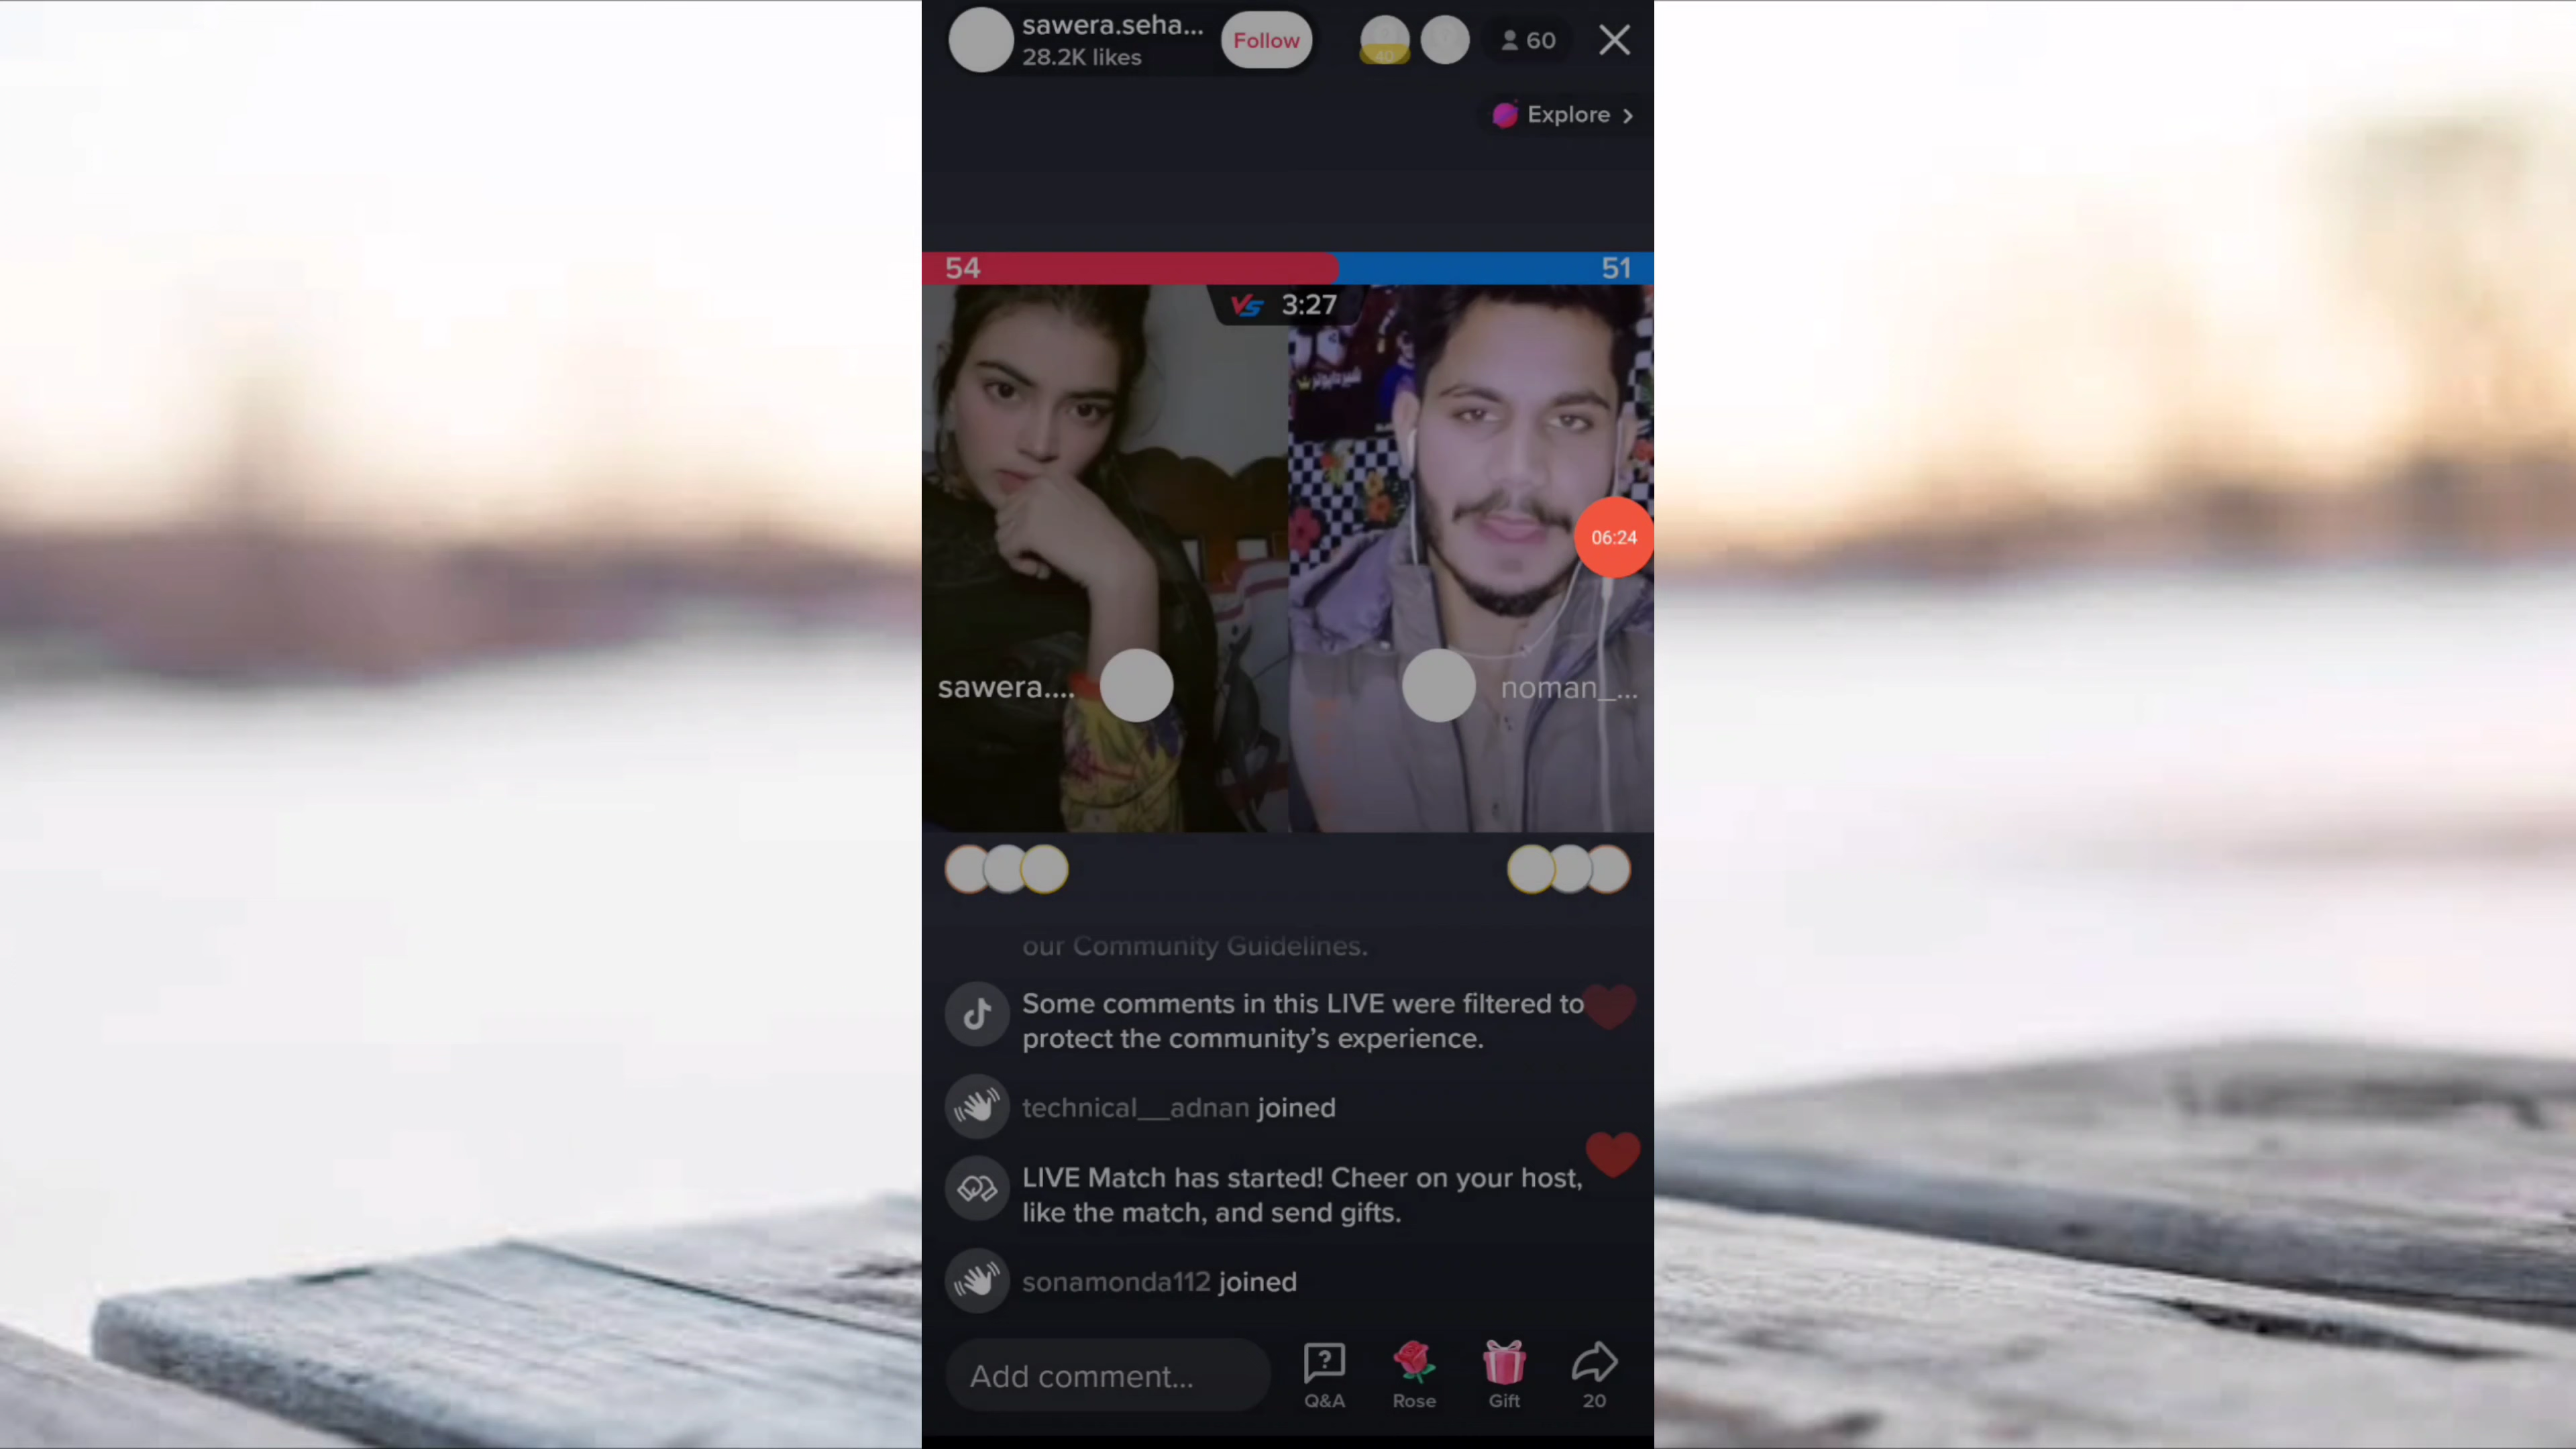 sawera.seha...
28.2K likes
Follow
40
60
Explore
54
51
VS 3:27
06:24
sawera....
noman_...
our Community Guidelines.
Some comments in this LIVE were filtered to
protect the community's experience.
technical__adnan joined
LIVE Match has started! Cheer on your host,
like the match, and send gifts.
sonamonda112 joined
Add comment...
Q&A
Rose
Gift
20